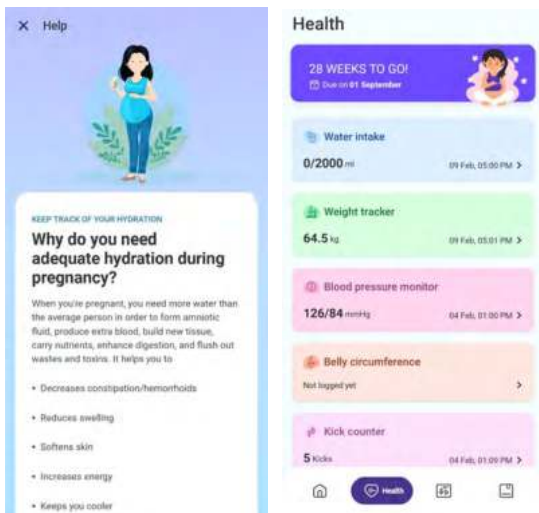 Help
KEEP TRACK OF YOUR HYDRATION
Why do you need
adequate hydration during
pregnancy?
When you're pregnant, you need more water than
the average person in order to form amniotic
fluid, produce extra blood, build new tissue,
carry nutrients, enhance digestion, and flush out
wastes and toxins. It helps you to
• Decreases constipation/hemorrhoids
• Reduces swelling
• Softens skin
• Increases energy
• Keeps you cooler
Health
28 WEEKS TO GO!
Due on 01 September
Water intake
0/2000 ml
09 Feb, 05:00 PM >
Weight tracker
64.5 kg
09 Feb, 05:01 PM >
Blood pressure monitor
126/84 mmHg
04 Feb, 01:00 PM >
Belly circumference
Not logged yet
>
Kick counter
5 Kicks
04 Feb, 01:09 PM >
Health